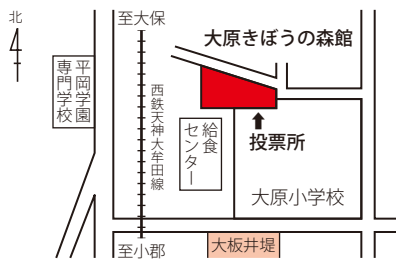 北
至大保
大原きぼうの森館
平岡学園
専門学校
西鉄天神大牟田線
給食
センター
投票所
大原小学校
至小郡
大板井堤